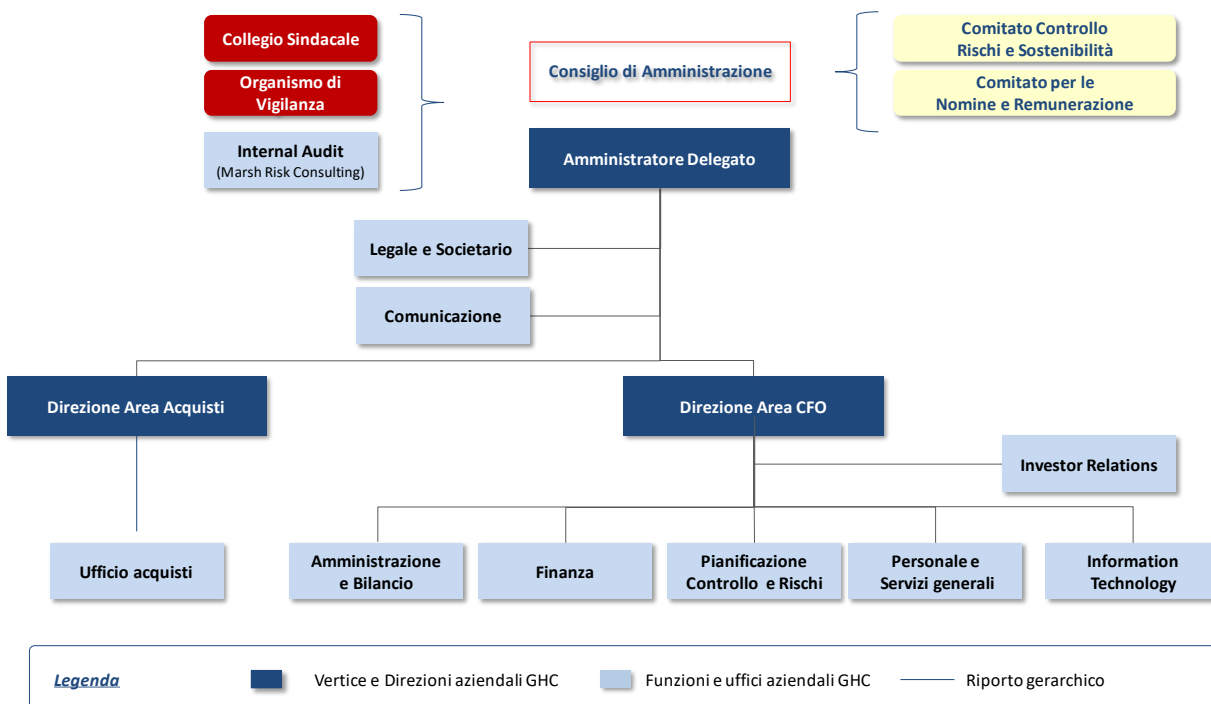 Collegio Sindacale
Organismo di
Vigilanza
Internal Audit
(Marsh Risk Consulting)
Consiglio di Amministrazione
Comitato Controllo
Rischi e Sostenibilità
Comitato per le
Nomine e Remunerazione
Amministratore Delegato
Legale e Societario
Comunicazione
Direzione Area Acquisti
Direzione Area CFO
Investor Relations
Ufficio acquisti
Amministrazione
e Bilancio
Finanza
Pianificazione
Controllo e Rischi
Personale e
Servizi generali
Information
Technology
Legenda
Vertice e Direzioni aziendali GHC
Funzioni e uffici aziendali GHC
Riporto gerarchico